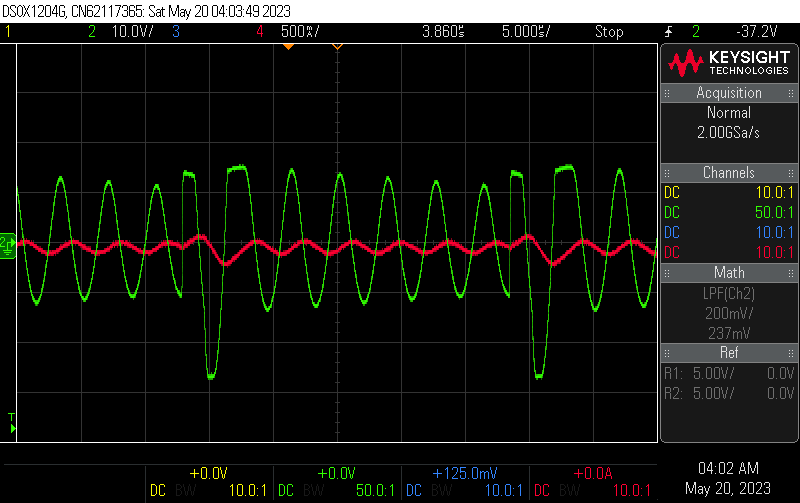 DSOX1204G, CN62117365: Sat May 20 04:03:49 2023
1 2 10.0V/ 3 4 500mA/ 3.860s 5.000s/ Stop 2 -37.2V
KEYSIGHT
TECHNOLOGIES
Acquisition
Normal
2.00GSa/s
Channels
DC 10.0:1
DC 50.0:1
DC 10.0:1
DC 10.0:1
Math
LPF(Ch2)
200mV/
237mV
Ref
R1: 5.00V/ 0.0V
R2: 5.00V/ 0.0V
2
T
+0.0V +0.0V +125.0mV +0.0A
DC BW 10.0:1 DC BW 50.0:1 DC BW 10.0:1 DC BW 10.0:1
04:02 AM
May 20, 2023